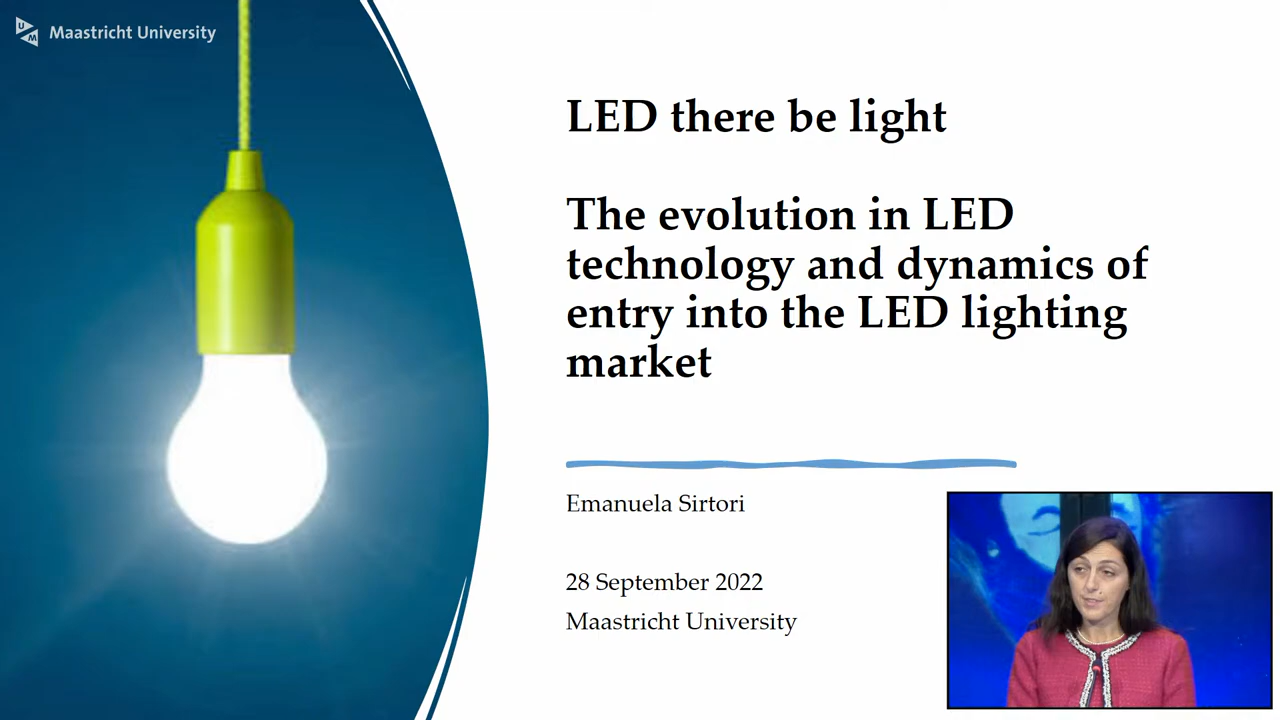 UM
Maastricht University
LED there be light
The evolution in LED
technology and dynamics of
entry into the LED lighting
market
Emanuela Sirtori
28 September 2022
Maastricht University